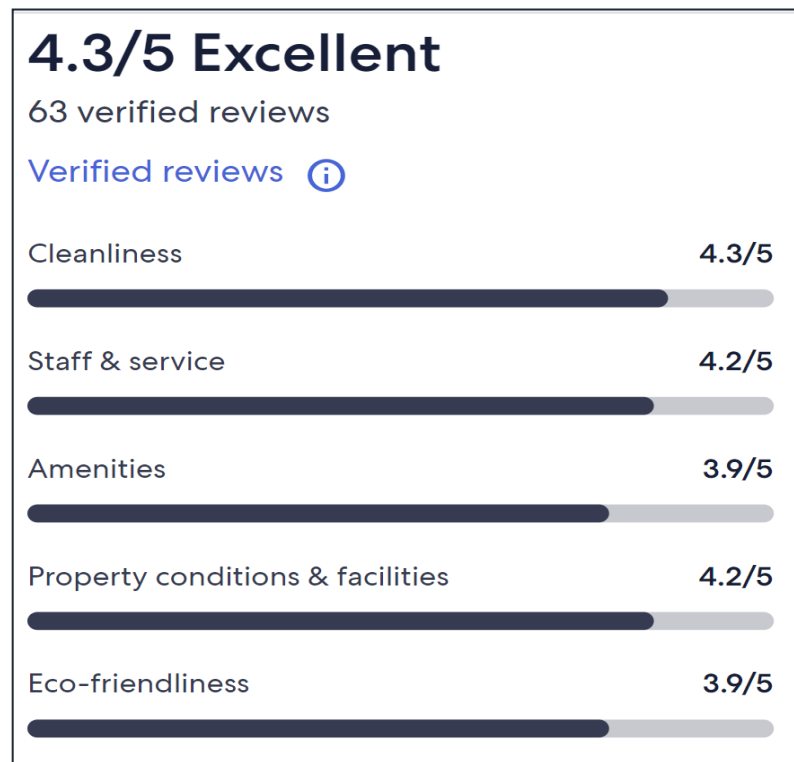 4.3/5 Excellent
63 verified reviews
Verified reviews
Cleanliness 4.3/5
Staff & service 4.2/5
Amenities 3.9/5
Property conditions & facilities 4.2/5
Eco-friendliness 3.9/5